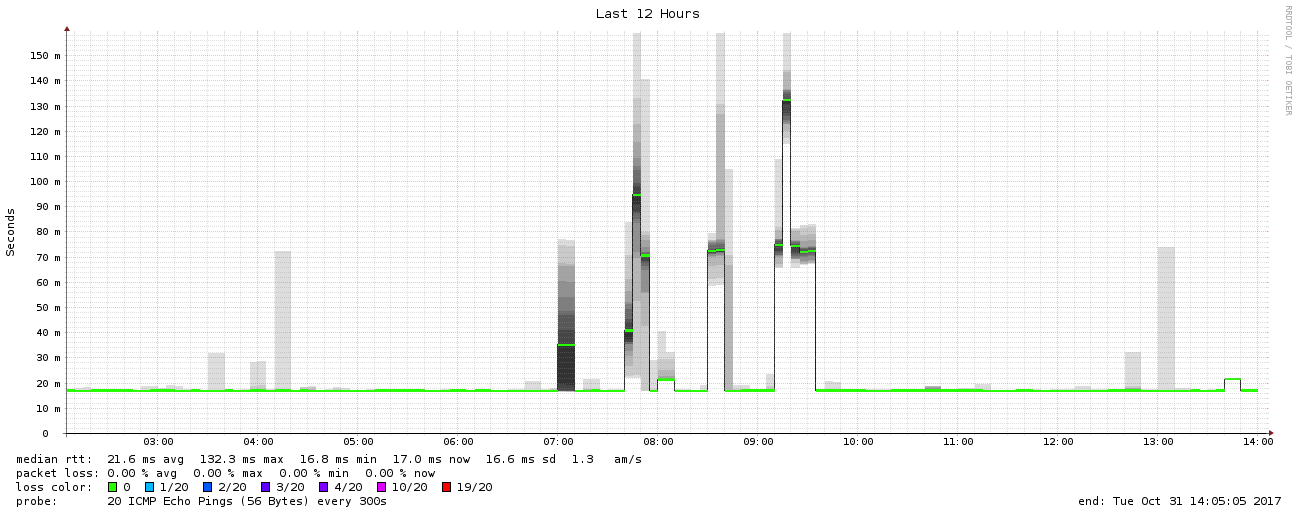 Last 12 Hours
RRDTOOL / TOBI OETIKER
Seconds
150 m
140 m
130 m
120 m
110 m
100 m
90 m
80 m
70 m
60 m
50 m
40 m
30 m
20 m
10 m
0
03:00 04:00 05:00 06:00 07:00 08:00 09:00 10:00 11:00 12:00 13:00 14:00
median rtt: 21.6 ms avg 132.3 ms max 16.8 ms min 17.0 ms now 16.6 ms sd 1.3 am/s
packet loss: 0.00 % avg 0.00 % max 0.00 % min 0.00 % now
loss color: 0 1/20 2/20 3/20 4/20 10/20 19/20
probe: 20 ICMP Echo Pings (56 Bytes) every 300s end: Tue Oct 31 14:05:05 2017